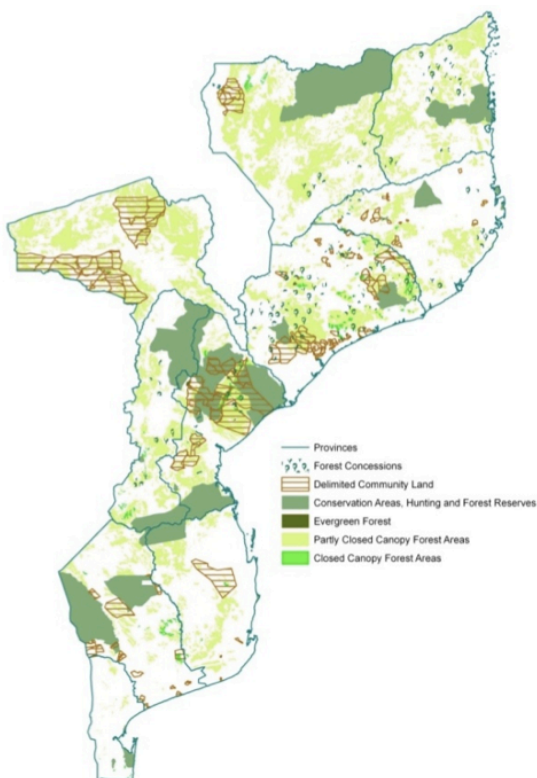 Provinces
Forest Concessions
Delimited Community Land
Conservation Areas, Hunting and Forest Reserves
Evergreen Forest
Partly Closed Canopy Forest Areas
Closed Canopy Forest Areas